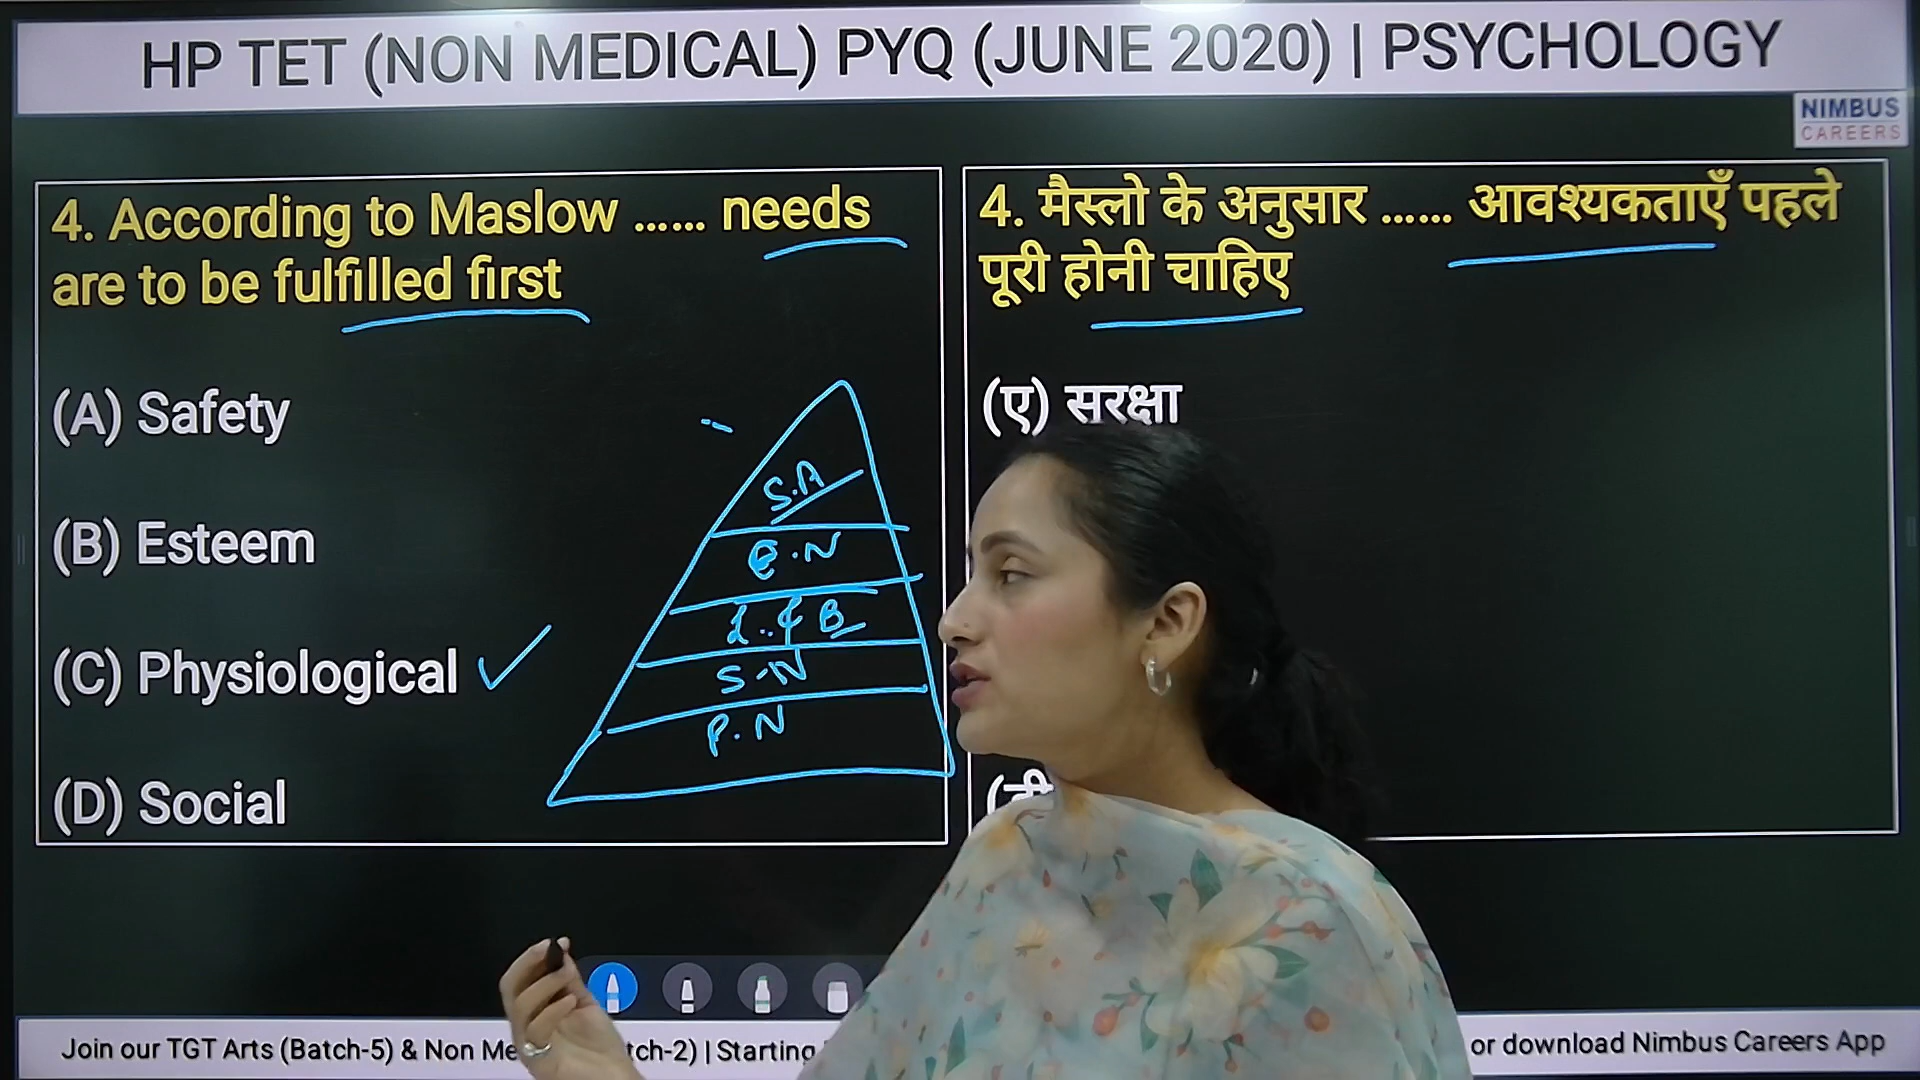 HP TET (NON MEDICAL) PYQ (JUNE 2020) | PSYCHOLOGY
NIMBUS
CAREERS
4. According to Maslow ...... needs
are to be fulfilled first
(A) Safety
(B) Esteem
(C) Physiological
(D) Social
S.A
E.N
L. & B
S.N
P.N
4. मैस्लो के अनुसार ...... आवश्यकताएँ पहले
पूरी होनी चाहिए
(ए) सुरक्षा
Join our TGT Arts (Batch-5) & Non Me tch-2) | Starting or download Nimbus Careers App